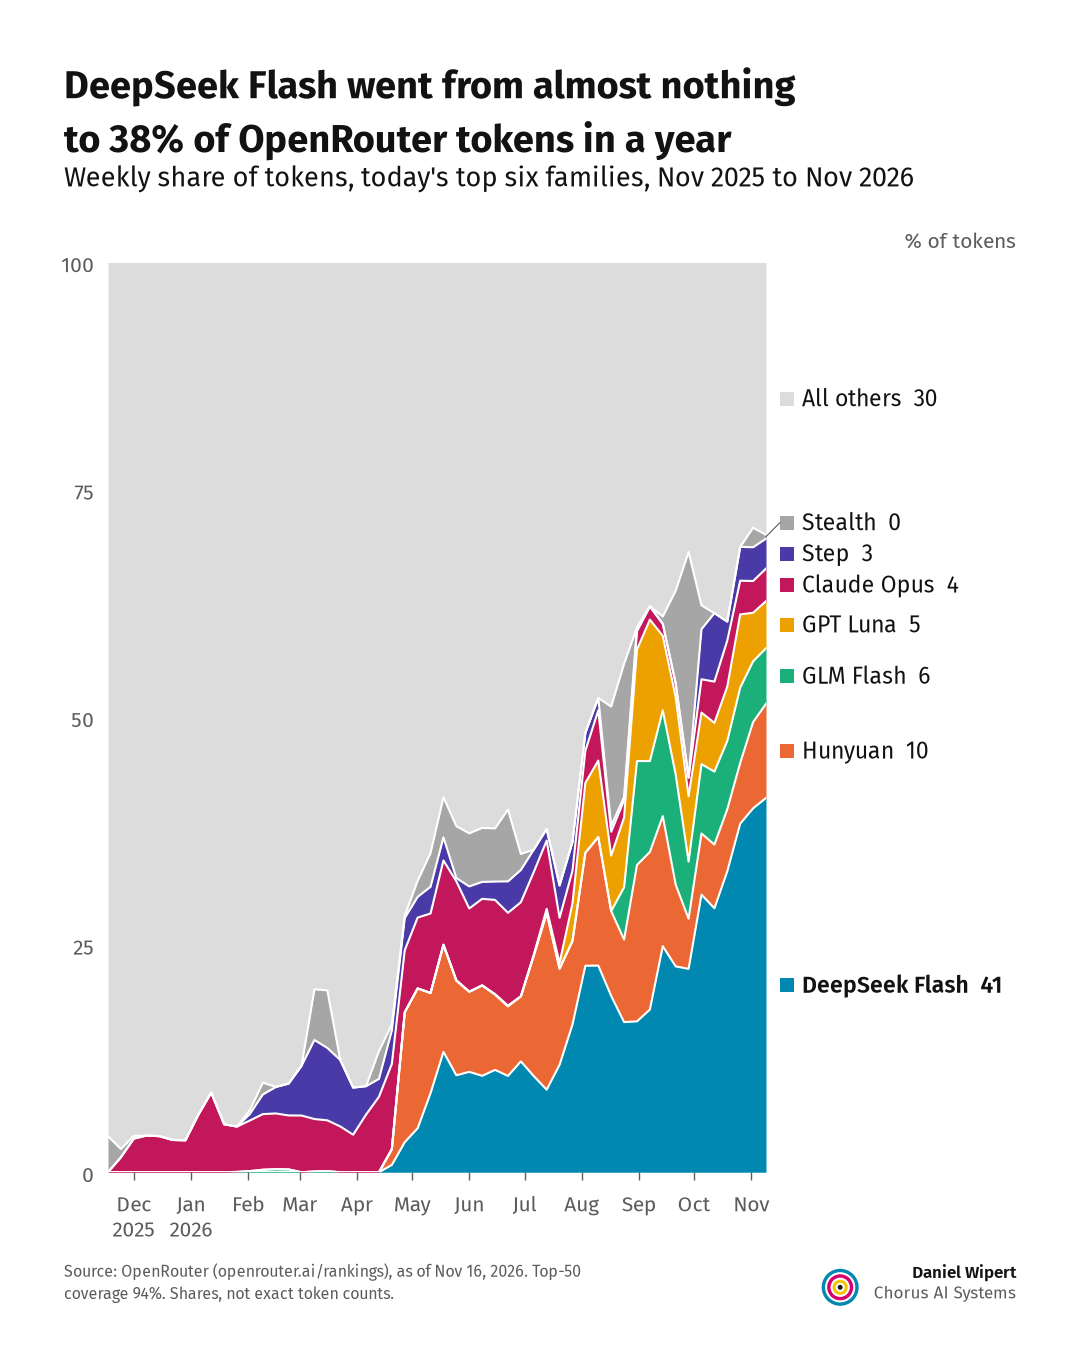 DeepSeek Flash went from almost nothing
to 38% of OpenRouter tokens in a year
Weekly share of tokens, today's top six families, Nov 2025 to Nov 2026
% of tokens
100
75
50
25
0
All others 30
Stealth 0
Step 3
Claude Opus 4
GPT Luna 5
GLM Flash 6
Hunyuan 10
DeepSeek Flash 41
Dec Jan Feb Mar Apr May Jun Jul Aug Sep Oct Nov
2025 2026
Source: OpenRouter (openrouter.ai/rankings), as of Nov 16, 2026. Top-50
coverage 94%. Shares, not exact token counts.
Daniel Wipert
Chorus AI Systems